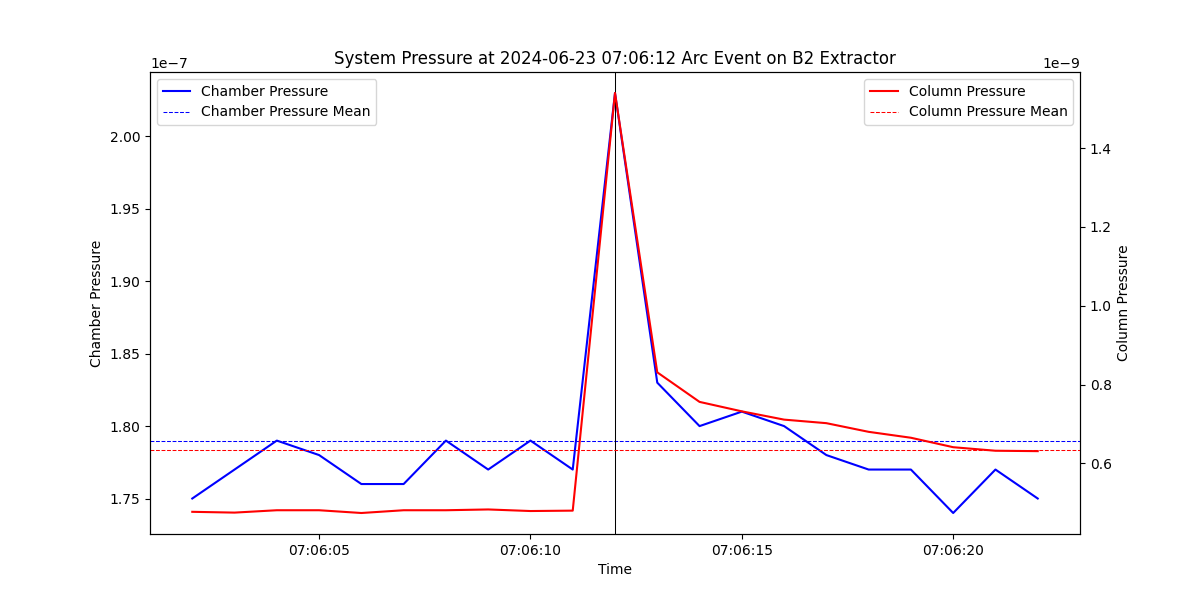 System Pressure at 2024-06-23 07:06:12 Arc Event on B2 Extractor
1e−7
1e−9
Chamber Pressure
Chamber Pressure Mean
Column Pressure
Column Pressure Mean
2.00
1.95
1.90
1.85
1.80
1.75
Chamber Pressure
1.4
1.2
1.0
0.8
0.6
Column Pressure
07:06:05 07:06:10 07:06:15 07:06:20
Time